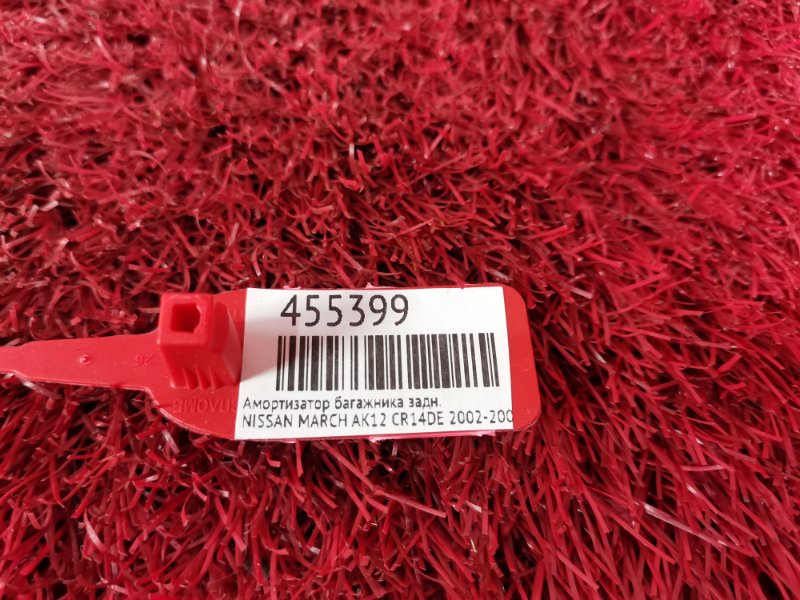 455399
Амортизатор багажника задн.
NISSAN MARCH AK12 CR14DE 2002-200